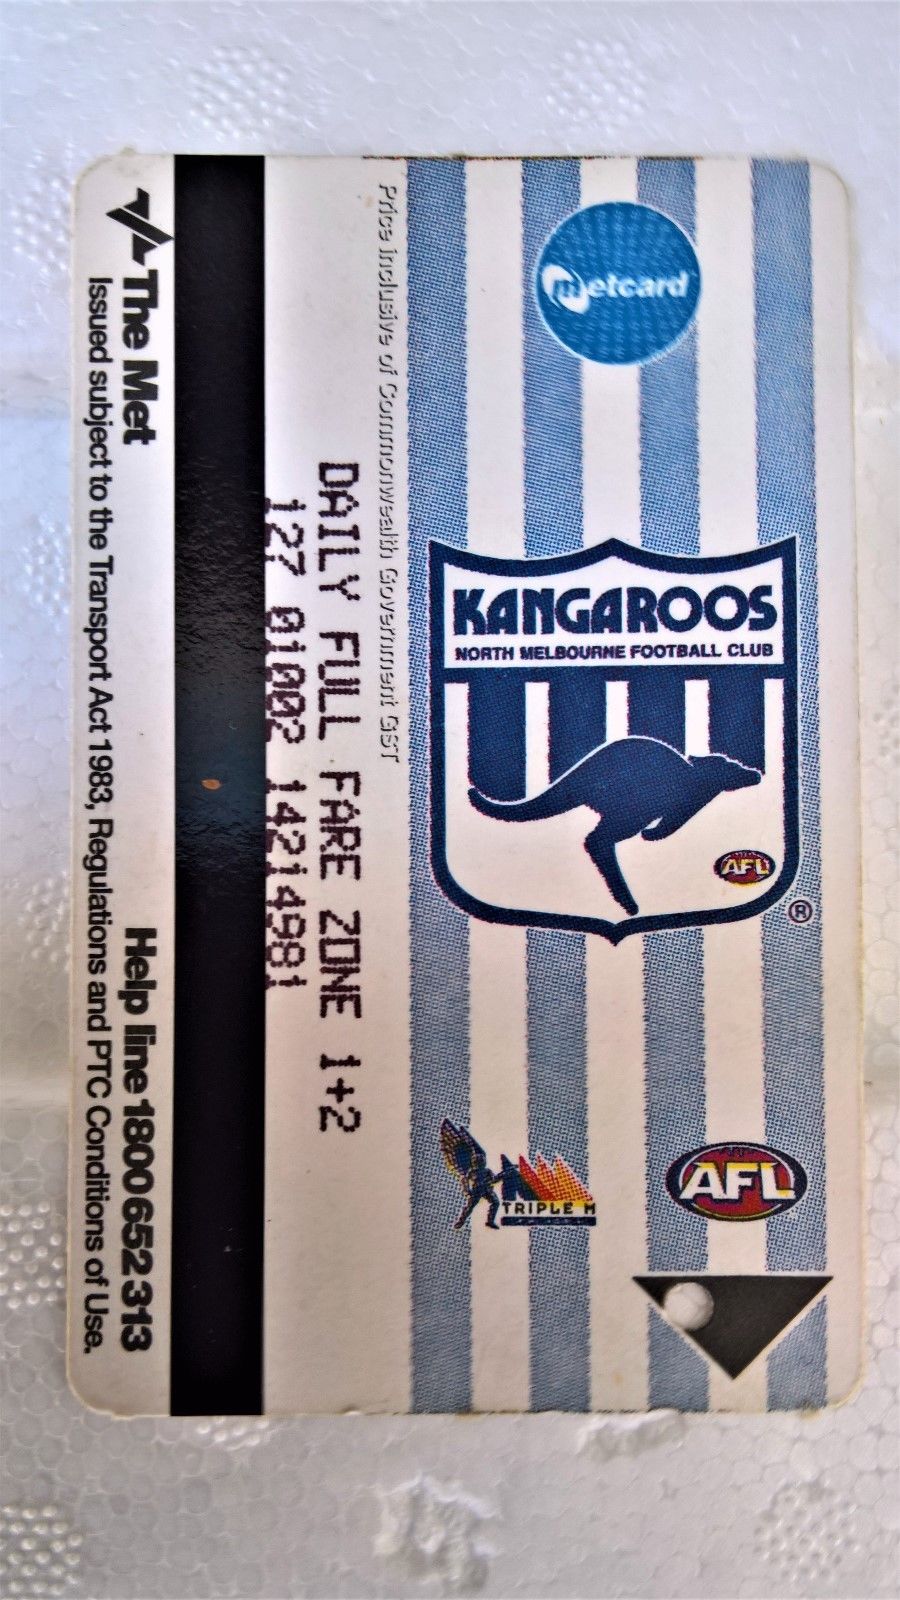 metcard
KANGAROOS
NORTH MELBOURNE FOOTBALL CLUB
AFL
®
TRIPLE M
AFL
Price inclusive of Commonwealth Government GST
DAILY FULL FARE ZONE 1+2
127 01002 14214981
The Met
Help line 1800 652 313
Issued subject to the Transport Act 1983, Regulations and PTC Conditions of Use.